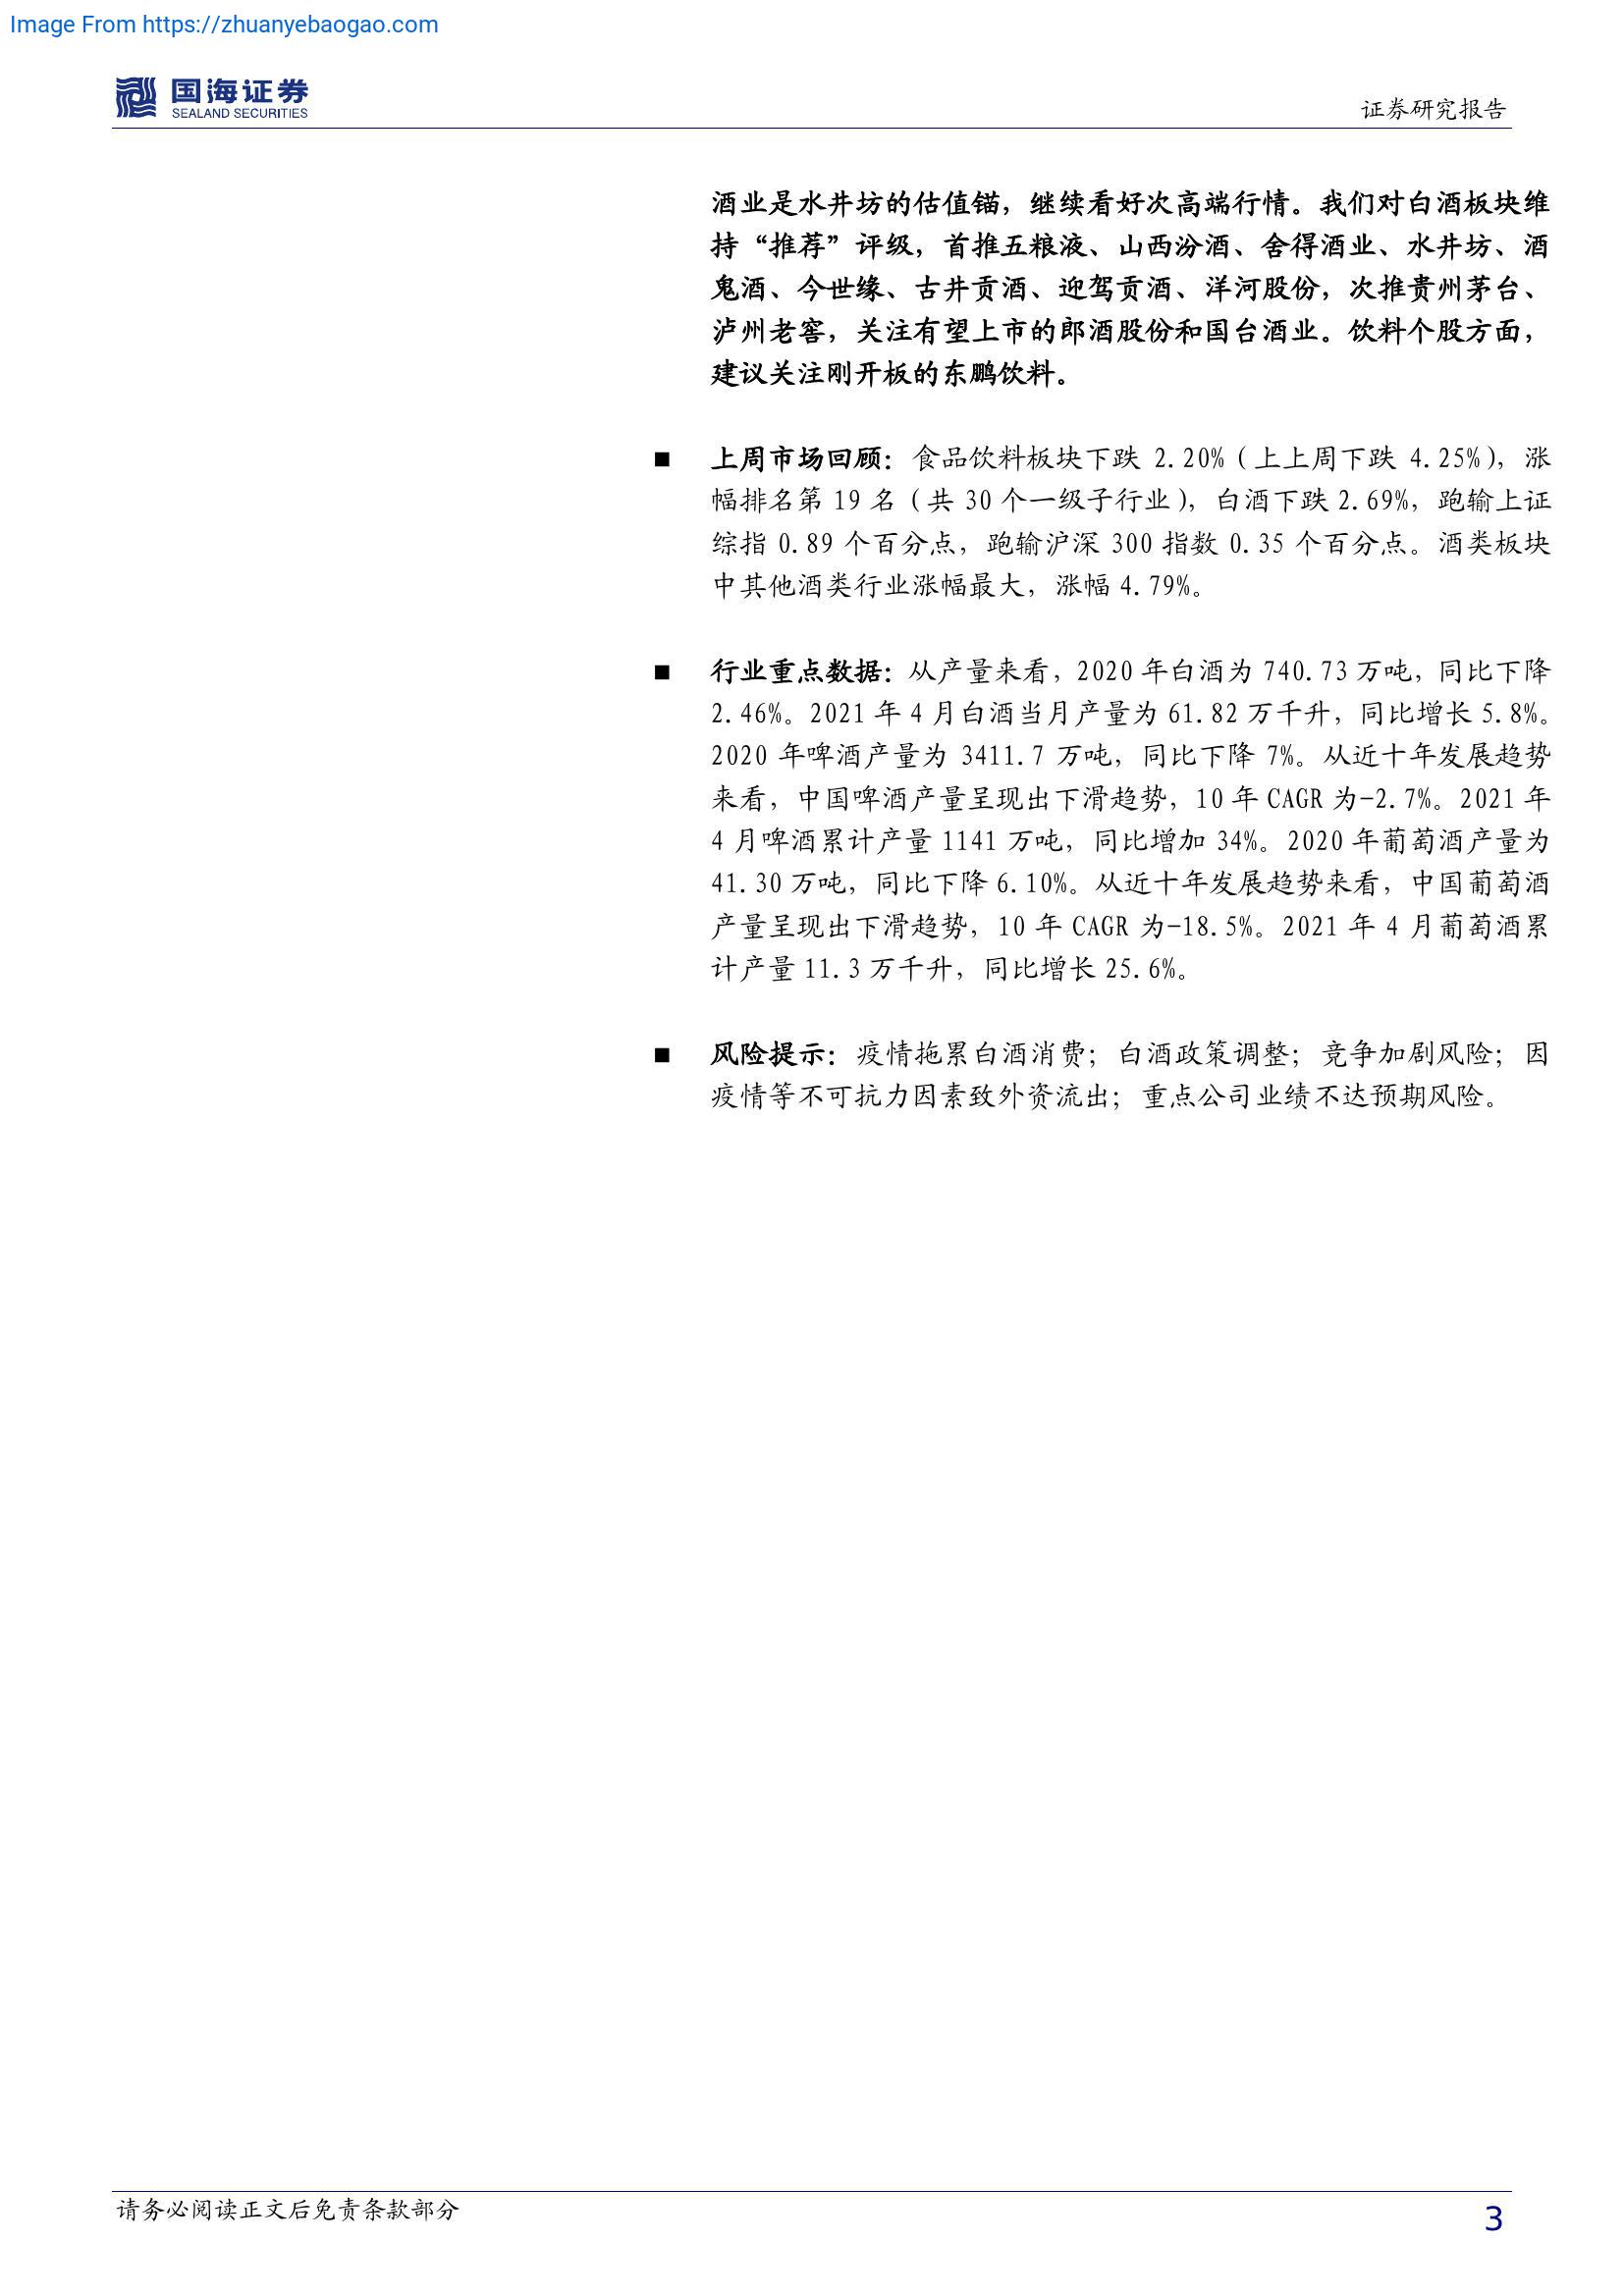 Image From https://zhuanyebaogao.com
国海证券
SEALAND SECURITIES
证券研究报告
酒业是水井坊的估值锚，继续看好次高端行情。我们对白酒板块维
持“推荐”评级，首推五粮液、山西汾酒、舍得酒业、水井坊、酒
鬼酒、今世缘、古井贡酒、迎驾贡酒、洋河股份，次推贵州茅台、
泸州老窖，关注有望上市的郎酒股份和国台酒业。饮料个股方面，
建议关注刚开板的东鹏饮料。
■ 上周市场回顾：食品饮料板块下跌 2.20%（上上周下跌 4.25%），涨
幅排名第 19 名（共 30 个一级子行业），白酒下跌 2.69%，跑输上证
综指 0.89 个百分点，跑输沪深 300 指数 0.35 个百分点。酒类板块
中其他酒类行业涨幅最大，涨幅 4.79%。
■ 行业重点数据：从产量来看，2020 年白酒为 740.73 万吨，同比下降
2.46%。2021 年 4 月白酒当月产量为 61.82 万千升，同比增长 5.8%。
2020 年啤酒产量为 3411.7 万吨，同比下降 7%。从近十年发展趋势
来看，中国啤酒产量呈现出下滑趋势，10 年 CAGR 为-2.7%。2021 年
4 月啤酒累计产量 1141 万吨，同比增加 34%。2020 年葡萄酒产量为
41.30 万吨，同比下降 6.10%。从近十年发展趋势来看，中国葡萄酒
产量呈现出下滑趋势，10 年 CAGR 为-18.5%。2021 年 4 月葡萄酒累
计产量 11.3 万千升，同比增长 25.6%。
■ 风险提示：疫情拖累白酒消费；白酒政策调整；竞争加剧风险；因
疫情等不可抗力因素致外资流出；重点公司业绩不达预期风险。
请务必阅读正文后免责条款部分
3